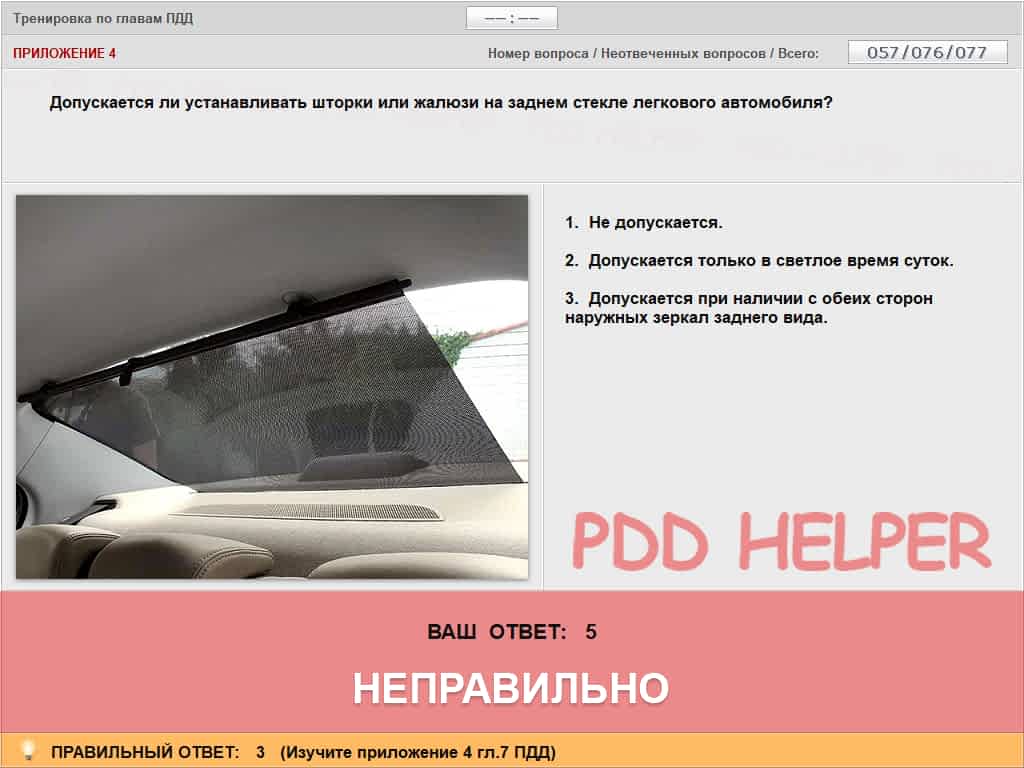 Тренировка по главам ПДД
–– : ––
ПРИЛОЖЕНИЕ 4
Номер вопроса / Неотвеченных вопросов / Всего:
057/076/077
Допускается ли устанавливать шторки или жалюзи на заднем стекле легкового автомобиля?
1. Не допускается.
2. Допускается только в светлое время суток.
3. Допускается при наличии с обеих сторон
наружных зеркал заднего вида.
PDD HELPER
ВАШ ОТВЕТ: 5
НЕПРАВИЛЬНО
ПРАВИЛЬНЫЙ ОТВЕТ: 3 (Изучите приложение 4 гл.7 ПДД)